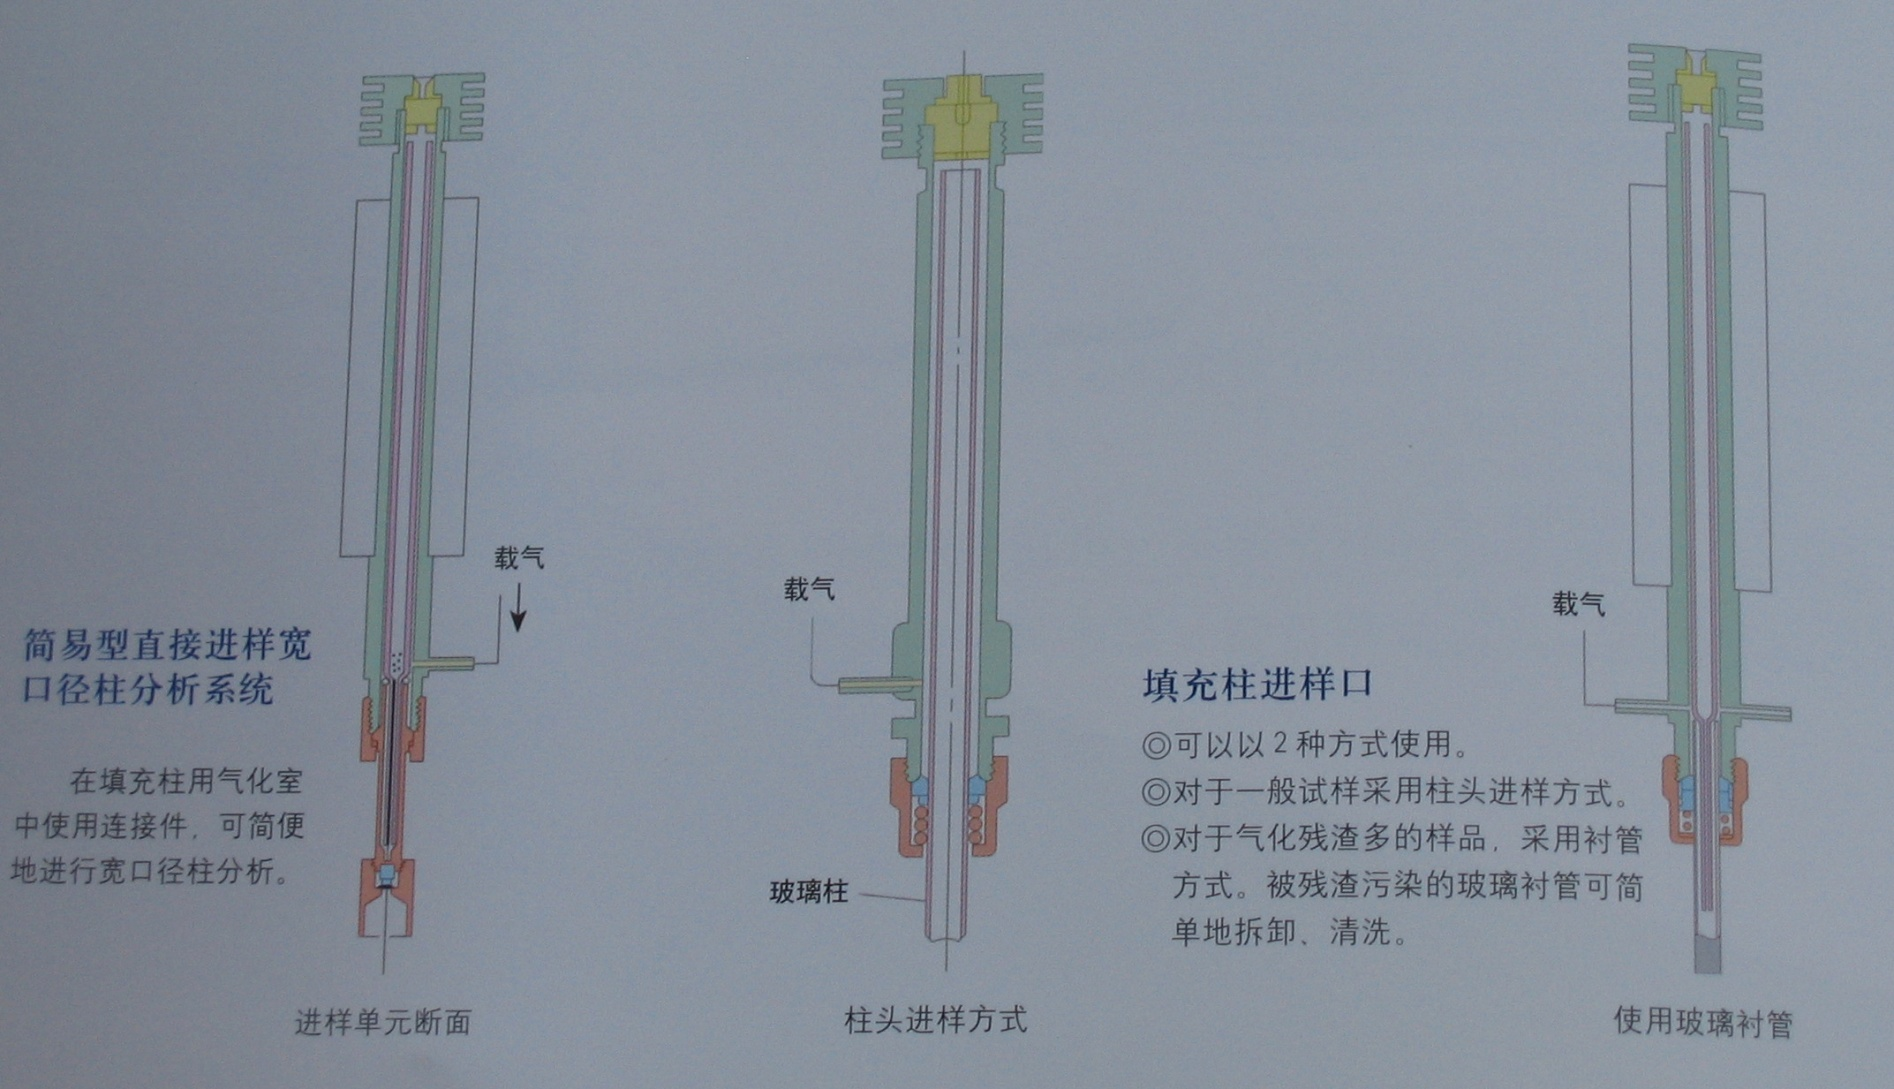 载气
简易型直接进样宽
口径柱分析系统
在填充柱用气化室
中使用连接件，可简便
地进行宽口径柱分析。
进样单元断面
载气
玻璃柱
柱头进样方式
填充柱进样口
◎可以以2种方式使用。
◎对于一般试样采用柱头进样方式。
◎对于气化残渣多的样品，采用衬管
方式。被残渣污染的玻璃衬管可简
单地拆卸、清洗。
载气
使用玻璃衬管